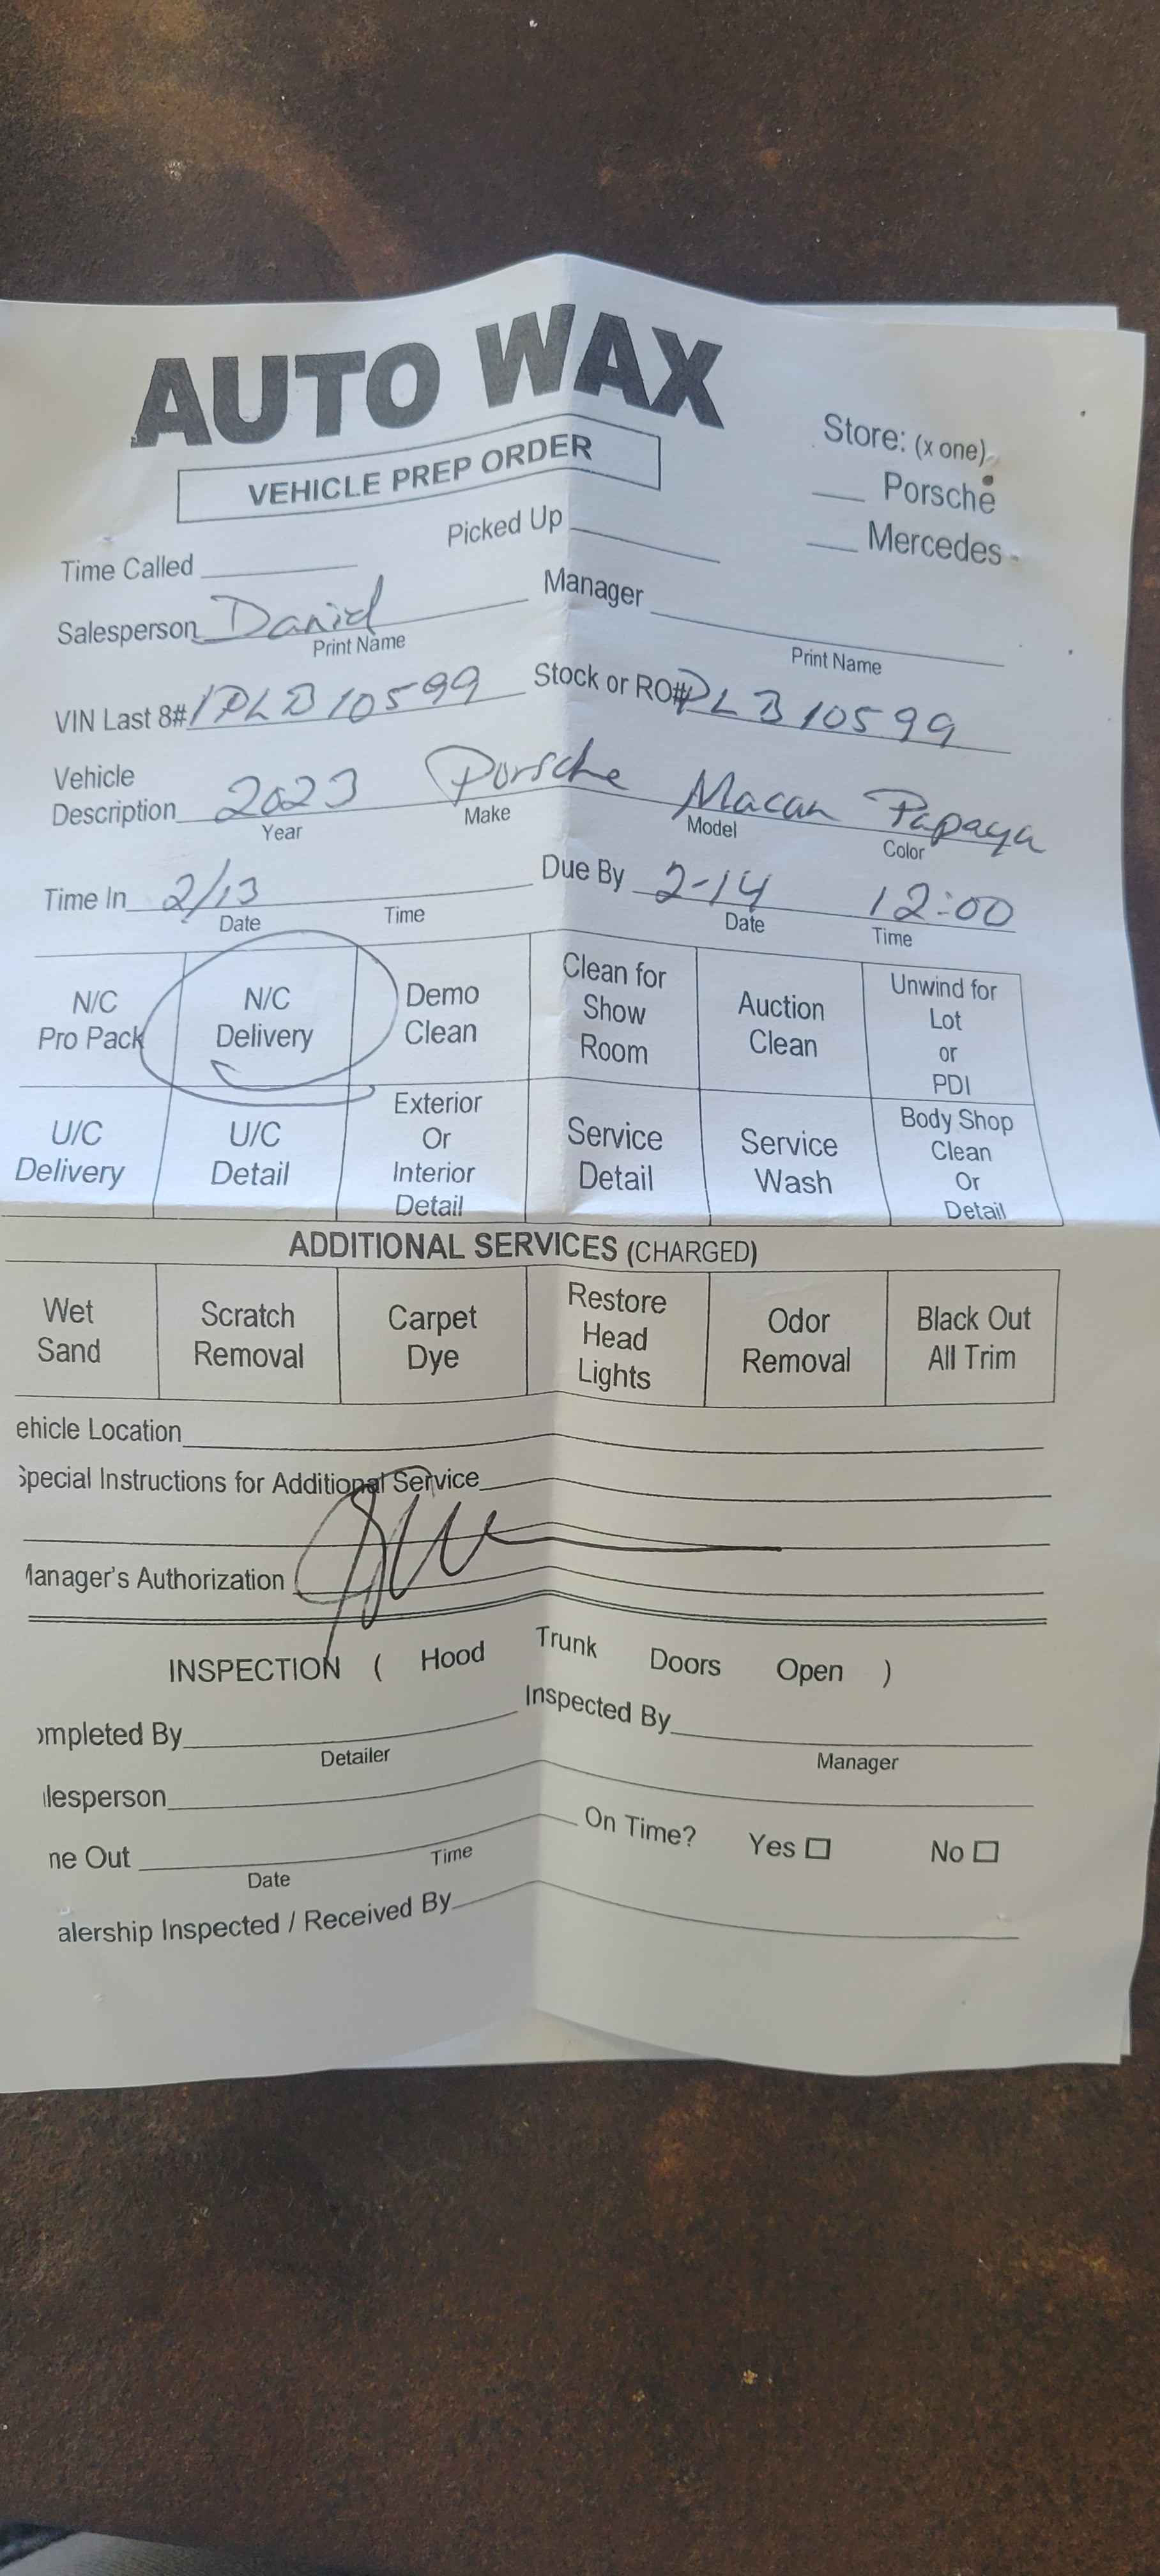 AUTO WAX
VEHICLE PREP ORDER
Store: (x one)
Porsche
Mercedes
Time Called Picked Up
Salesperson Daniel Manager
Print Name Print Name
VIN Last 8# PLB10599 Stock or RO# PLB10599
Vehicle
Description 2023 Porsche Macan Papaya
Year Make Model Color
Time In 2/13 Due By 2-14 12:00
Date Time Date Time
N/C Pro Pack N/C Delivery Demo Clean Clean for Show Room Auction Clean Unwind for Lot or PDI
U/C Delivery U/C Detail Exterior Or Interior Detail Service Detail Service Wash Body Shop Clean Or Detail
ADDITIONAL SERVICES (CHARGED)
Wet Sand Scratch Removal Carpet Dye Restore Head Lights Odor Removal Black Out All Trim
ehicle Location
Special Instructions for Additional Service
Manager's Authorization
INSPECTION ( Hood Trunk Doors Open )
ompleted By Inspected By
Detailer Manager
lesperson
ne Out On Time? Yes No
Date Time
alership Inspected / Received By